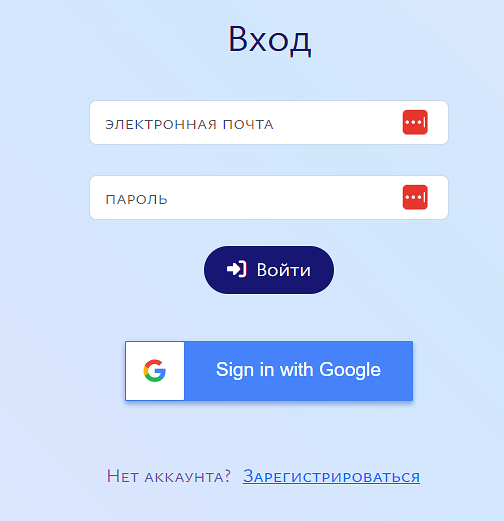 Вход
ЭЛЕКТРОННАЯ ПОЧТА
ПАРОЛЬ
Войти
Sign in with Google
Нет аккаунта? Зарегистрироваться